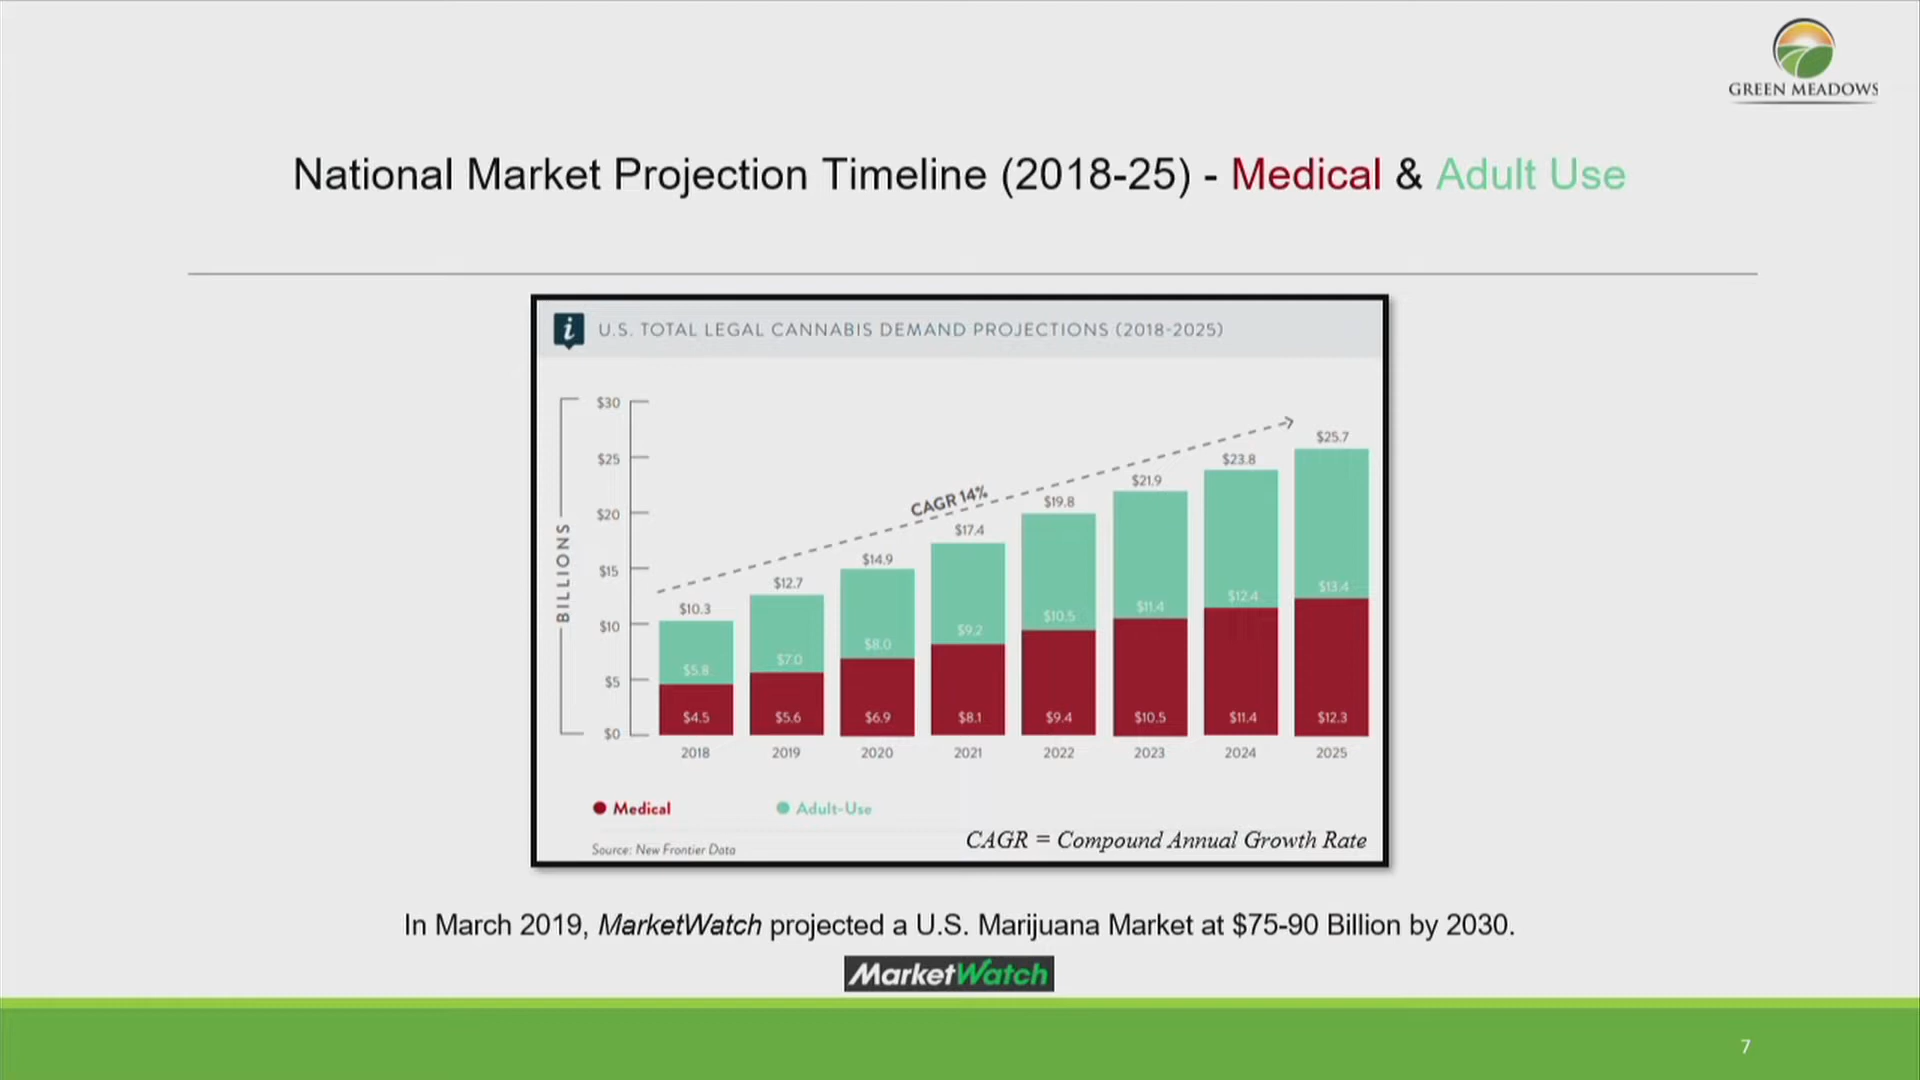 GREEN MEADOWS
National Market Projection Timeline (2018-25) - Medical & Adult Use
i U.S. TOTAL LEGAL CANNABIS DEMAND PROJECTIONS (2018-2025)
BILLIONS
$30
$25
$20
$15
$10
$5
$0
CAGR 14%
$10.3
$12.7
$14.9
$17.4
$19.8
$21.9
$23.8
$25.7
$5.8
$7.0
$8.0
$9.2
$10.5
$11.4
$12.4
$13.4
$4.5
$5.6
$6.9
$8.1
$9.4
$10.5
$11.4
$12.3
2018 2019 2020 2021 2022 2023 2024 2025
Medical Adult-Use
Source: New Frontier Data
CAGR = Compound Annual Growth Rate
In March 2019, MarketWatch projected a U.S. Marijuana Market at $75-90 Billion by 2030.
MarketWatch
7